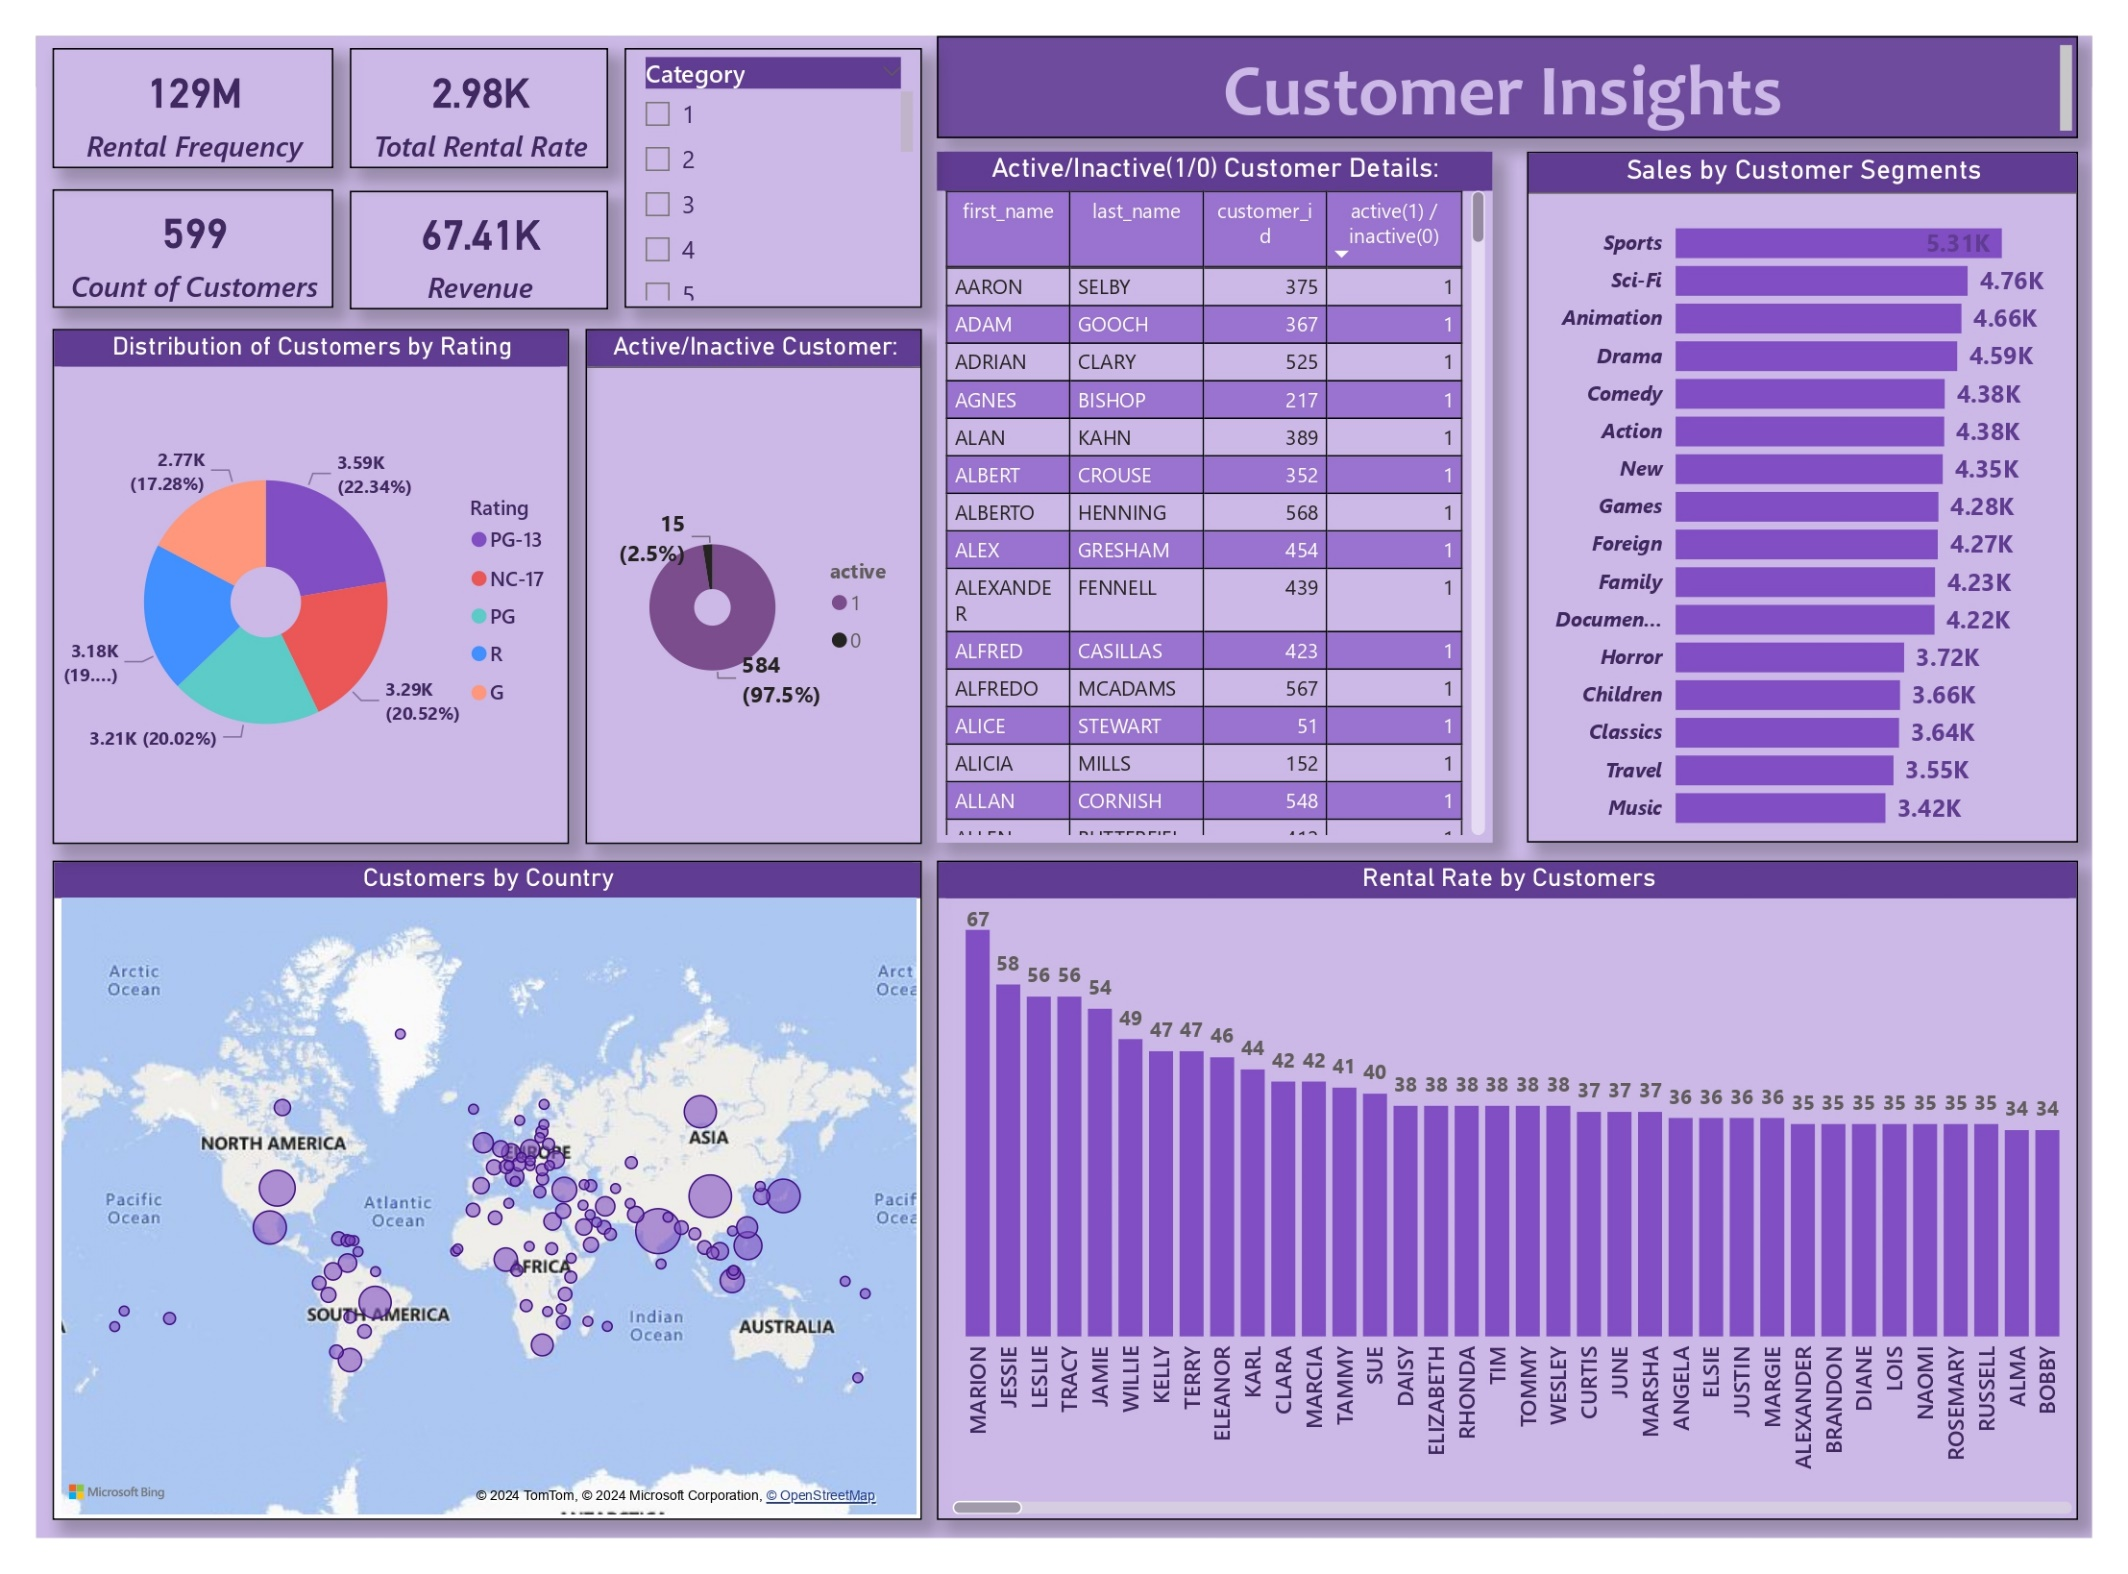 129M
Rental Frequency
2.98K
Total Rental Rate
599
Count of Customers
67.41K
Revenue
Category
1
2
3
4
5
Customer Insights
Distribution of Customers by Rating
2.77K
(17.28%)
3.59K
(22.34%)
3.18K
(19....)
3.29K
(20.52%)
3.21K (20.02%)
Rating
PG-13
NC-17
PG
R
G
Active/Inactive Customer:
15
(2.5%)
584
(97.5%)
active
1
0
Active/Inactive(1/0) Customer Details:
first_name last_name customer_i active(1) /
d inactive(0)
AARON SELBY 375 1
ADAM GOOCH 367 1
ADRIAN CLARY 525 1
AGNES BISHOP 217 1
ALAN KAHN 389 1
ALBERT CROUSE 352 1
ALBERTO HENNING 568 1
ALEX GRESHAM 454 1
ALEXANDE FENNELL 439 1
R
ALFRED CASILLAS 423 1
ALFREDO MCADAMS 567 1
ALICE STEWART 51 1
ALICIA MILLS 152 1
ALLAN CORNISH 548 1
Sales by Customer Segments
Sports 5.31K
Sci-Fi 4.76K
Animation 4.66K
Drama 4.59K
Comedy 4.38K
Action 4.38K
New 4.35K
Games 4.28K
Foreign 4.27K
Family 4.23K
Documen... 4.22K
Horror 3.72K
Children 3.66K
Classics 3.64K
Travel 3.55K
Music 3.42K
Customers by Country
Arctic
Ocean
Arct
Ocea
NORTH AMERICA
EUROPE
ASIA
Pacific
Ocean
Atlantic
Ocean
Pacif
Ocea
AFRICA
SOUTH AMERICA
Indian
Ocean
AUSTRALIA
Microsoft Bing
© 2024 TomTom, © 2024 Microsoft Corporation, © OpenStreetMap
Rental Rate by Customers
67 58 56 56 54 49 47 47 46 44 42 42 41 40 38 38 38 38 38 38 37 37 37 36 36 36 36 35 35 35 35 35 35 35 34 34
MARION JESSIE LESLIE TRACY JAMIE WILLIE KELLY TERRY ELEANOR KARL CLARA MARCIA TAMMY SUE DAISY ELIZABETH RHONDA TIM TOMMY WESLEY CURTIS JUNE MARSHA ANGELA ELSIE JUSTIN MARGIE ALEXANDER BRANDON DIANE LOIS NAOMI ROSEMARY RUSSELL ALMA BOBBY